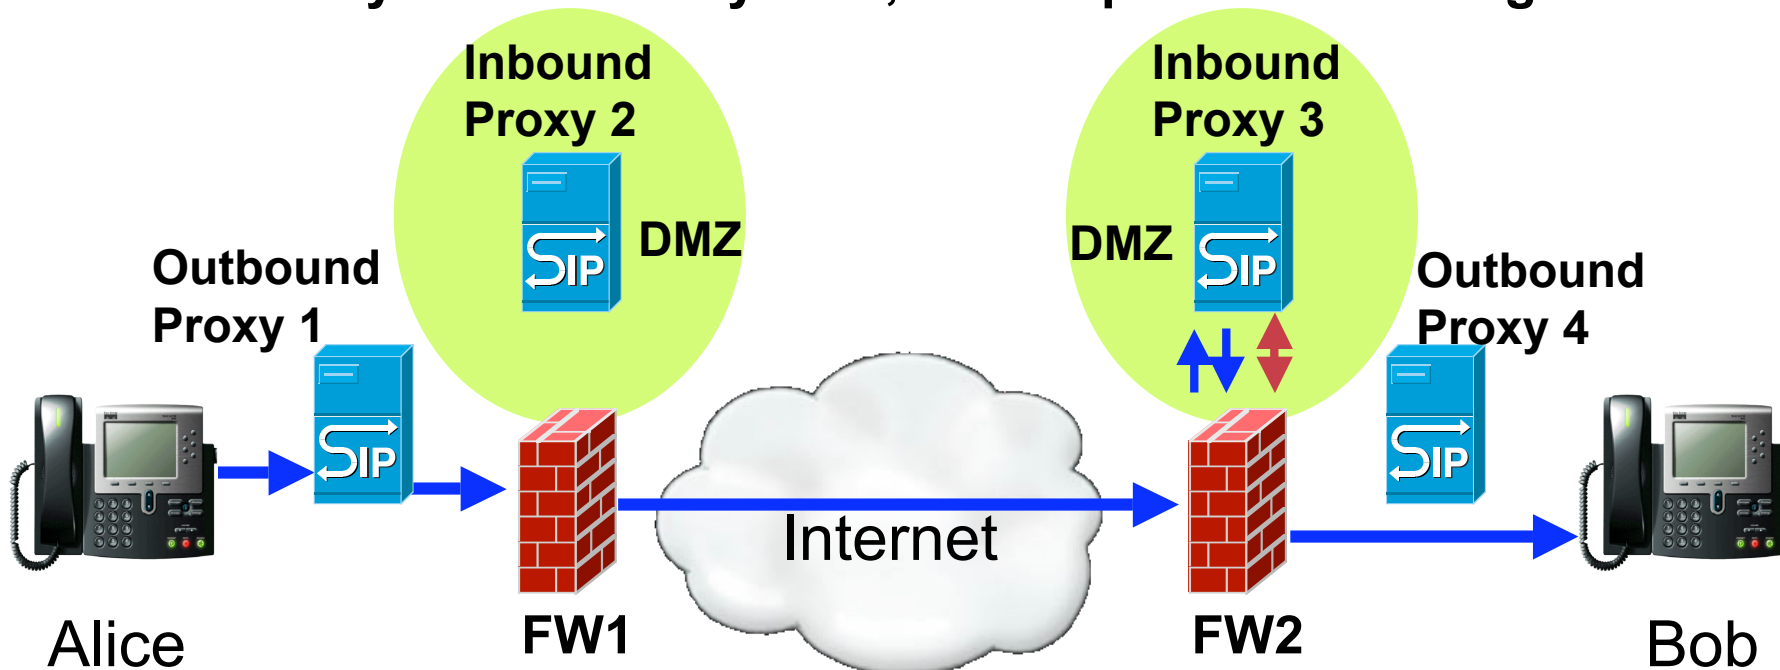 Inbound
Proxy 2
Inbound
Proxy 3
DMZ
DMZ
Outbound
Proxy 1
Outbound
Proxy 4
SIP
SIP
SIP
SIP
Internet
Alice
FW1
FW2
Bob